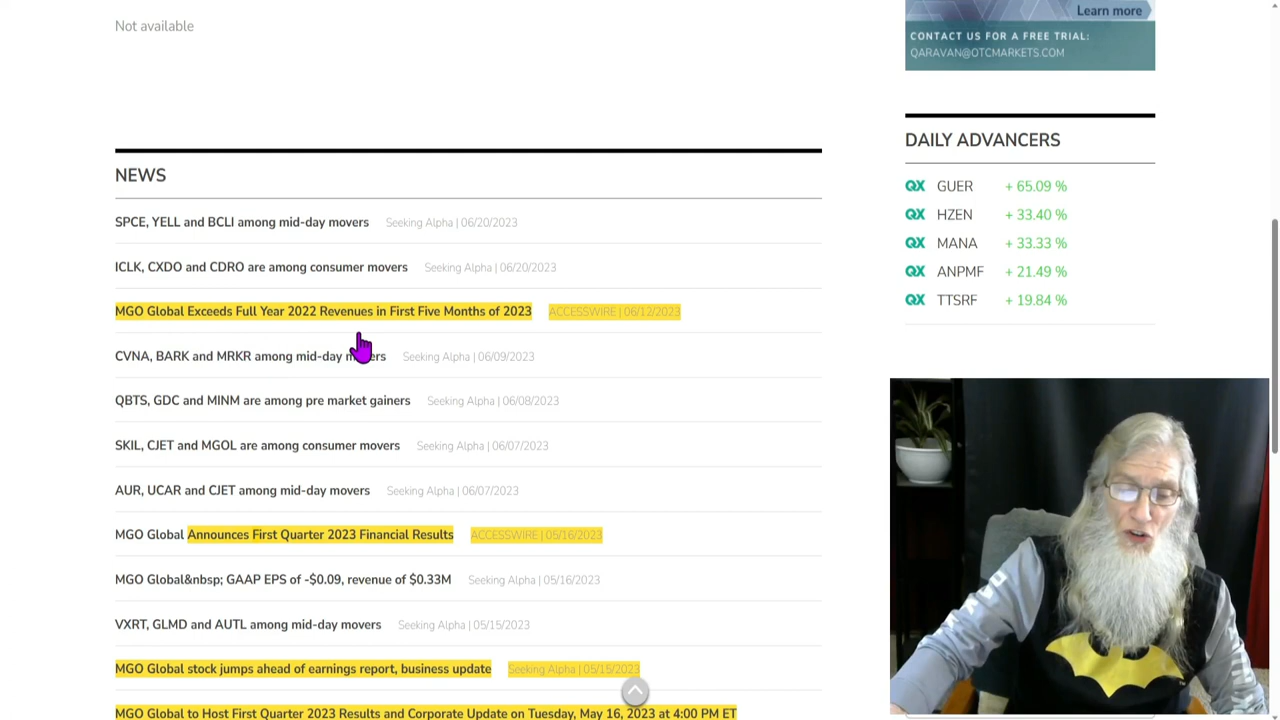 Not available
NEWS
SPCE, YELL and BCLI among mid-day movers Seeking Alpha | 06/20/2023
ICLK, CXDO and CDRO are among consumer movers Seeking Alpha | 06/20/2023
MGO Global Exceeds Full Year 2022 Revenues in First Five Months of 2023 ACCESSWIRE | 06/12/2023
CVNA, BARK and MRKR among mid-day movers Seeking Alpha | 06/09/2023
QBTS, GDC and MINM are among pre market gainers Seeking Alpha | 06/08/2023
SKIL, CJET and MGOL are among consumer movers Seeking Alpha | 06/07/2023
AUR, UCAR and CJET among mid-day movers Seeking Alpha | 06/07/2023
MGO Global Announces First Quarter 2023 Financial Results ACCESSWIRE | 05/16/2023
MGO Global&nbsp; GAAP EPS of -$0.09, revenue of $0.33M Seeking Alpha | 05/16/2023
VXRT, GLMD and AUTL among mid-day movers Seeking Alpha | 05/15/2023
MGO Global stock jumps ahead of earnings report, business update Seeking Alpha | 05/15/2023
MGO Global to Host First Quarter 2023 Results and Corporate Update on Tuesday, May 16, 2023 at 4:00 PM ET
Learn more
CONTACT US FOR A FREE TRIAL:
QARAVAN@OTCMARKETS.COM
DAILY ADVANCERS
QX GUER + 65.09 %
QX HZEN + 33.40 %
QX MANA + 33.33 %
QX ANPMF + 21.49 %
QX TTSRF + 19.84 %